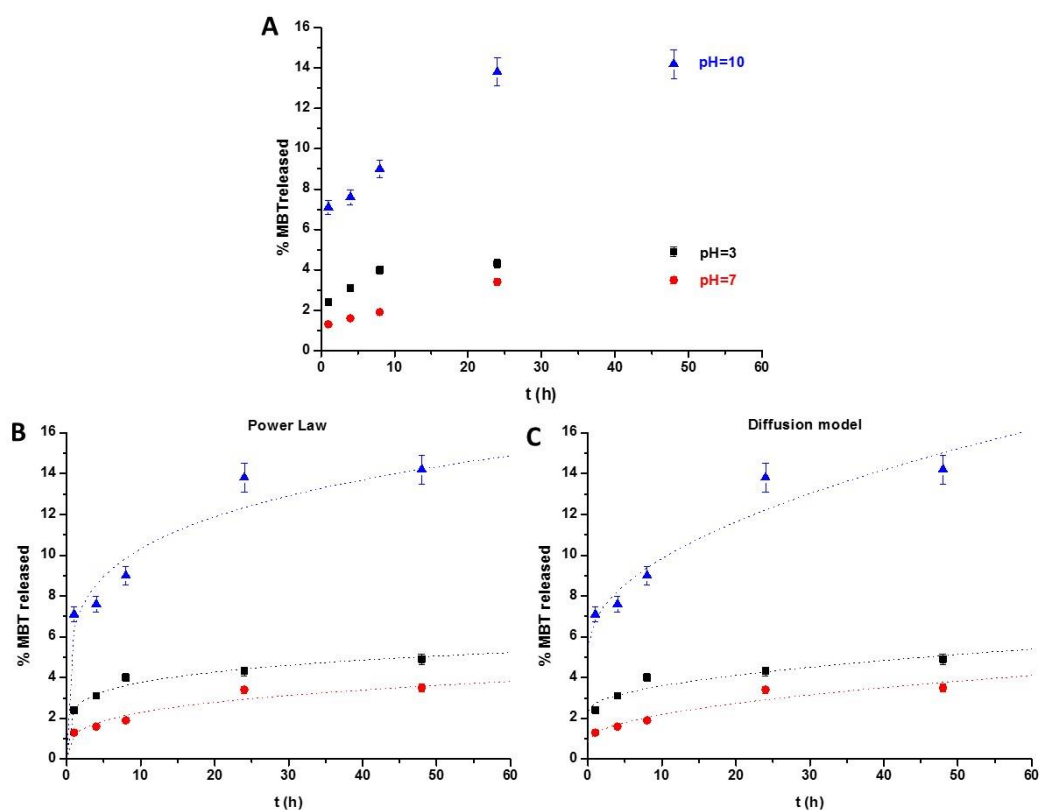 A
% MBTreleased
16
14
12
10
8
6
4
2
0
pH=10
pH=3
pH=7
0 10 20 30 40 50 60
t (h)
B
Power Law
% MBT released
16
14
12
10
8
6
4
2
0
0 10 20 30 40 50 60
t (h)
C
Diffusion model
% MBT released
16
14
12
10
8
6
4
2
0
0 10 20 30 40 50 60
t (h)